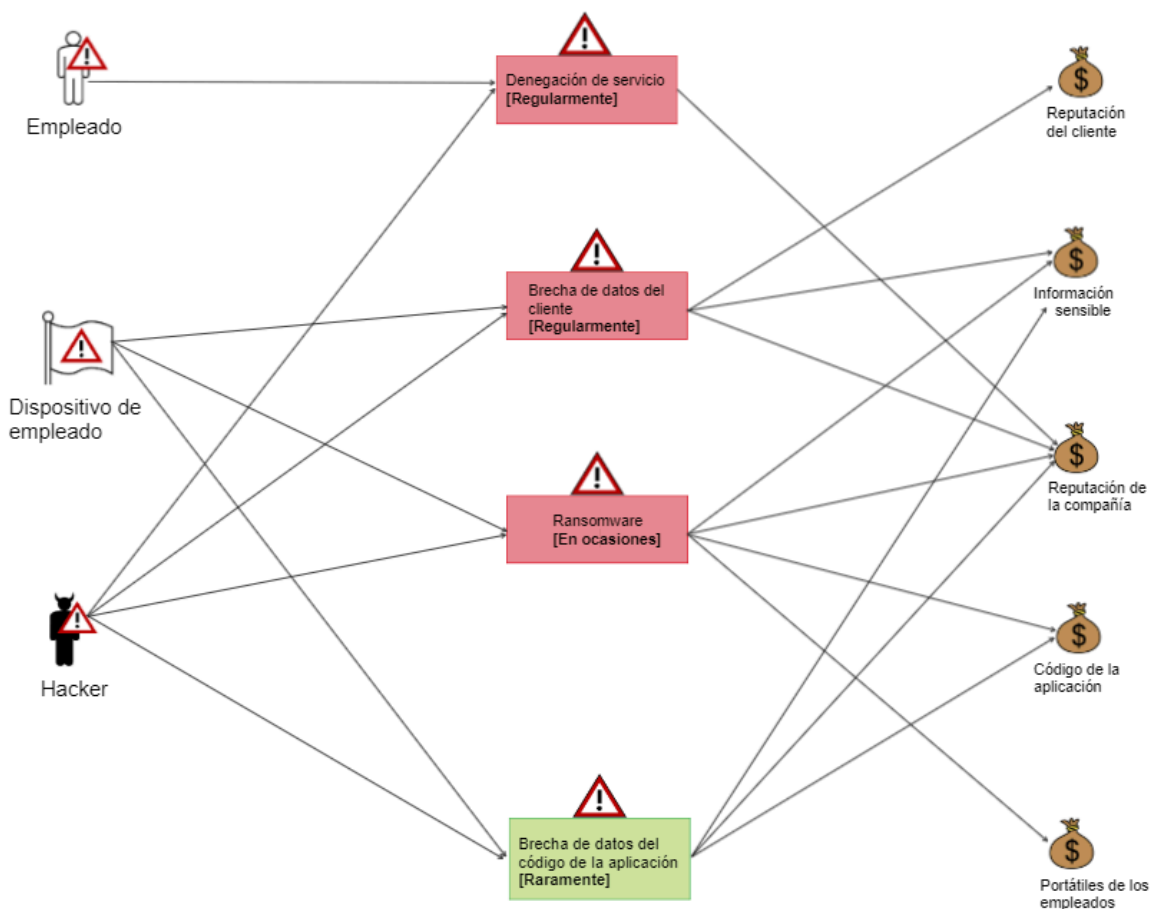 Empleado
Denegación de servicio
[Regularmente]
$
Reputación
del cliente
Dispositivo de
empleado
Brecha de datos del
cliente
[Regularmente]
$
Información
sensible
Ransomware
[En ocasiones]
$
Reputación de
la compañía
Hacker
$
Código de la
aplicación
Brecha de datos del
código de la aplicación
[Raramente]
$
Portátiles de los
empleados